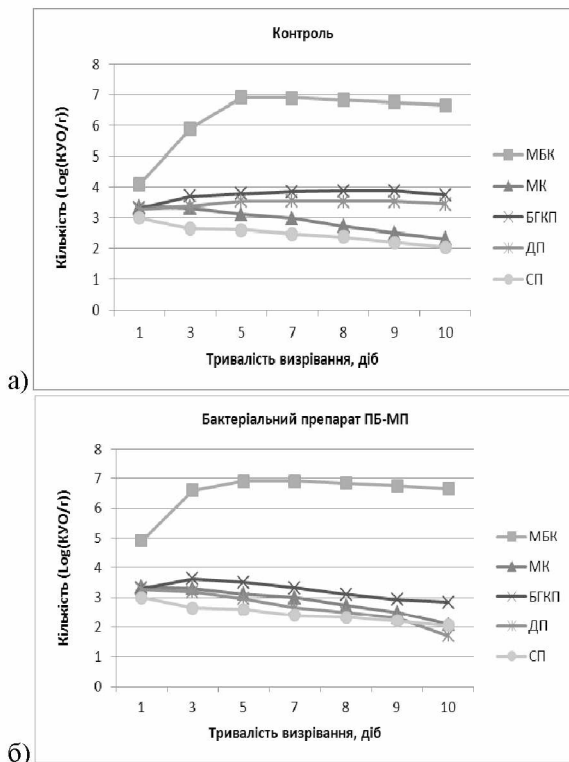 Контроль
Кількість (Log(КУО/г))
8
7
6
5
4
3
2
1
0
1 3 5 7 8 9 10
Тривалість визрівання, діб
МБК
МК
БГКП
ДП
СП
а)
Бактеріальний препарат ПБ-МП
Кількість (Log(КУО/г))
8
7
6
5
4
3
2
1
0
1 3 5 7 8 9 10
Тривалість визрівання, діб
МБК
МК
БГКП
ДП
СП
б)